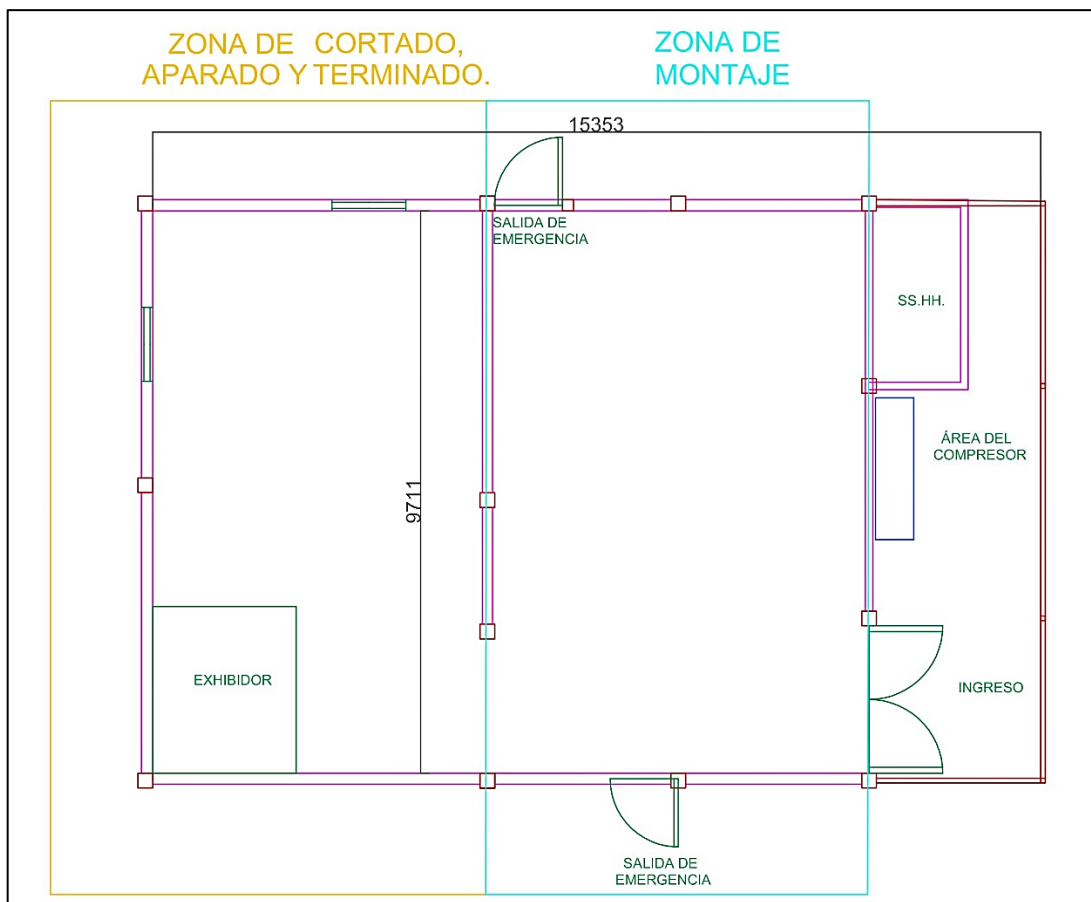 ZONA DE CORTADO,
APARADO Y TERMINADO.
ZONA DE
MONTAJE
15353
SALIDA DE
EMERGENCIA
SS.HH.
ÁREA DEL
COMPRESOR
9711
EXHIBIDOR
INGRESO
SALIDA DE
EMERGENCIA